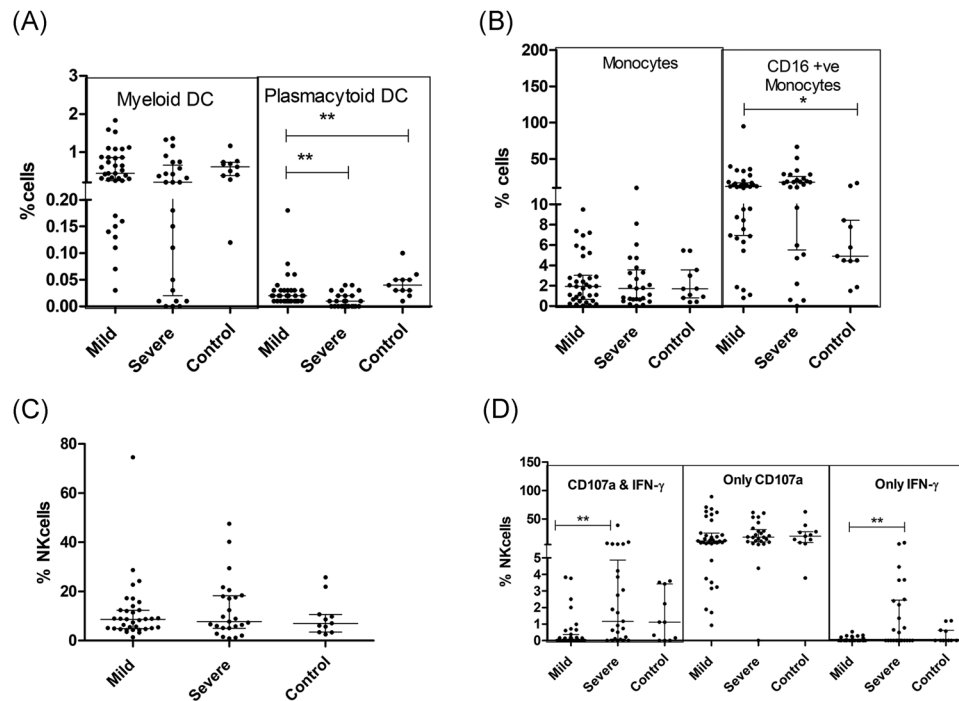 (A)
3
2
1
0.20
0.15
0.10
0.05
0.00
%cells
Myeloid DC
Plasmacytoid DC
**
**
Mild
Severe
Control
Mild
Severe
Control
(B)
200
150
100
50
10
8
6
4
2
0
% cells
Monocytes
CD16 +ve
Monocytes
*
Mild
Severe
Control
Mild
Severe
Control
(C)
80
60
40
20
0
% NKcells
Mild
Severe
Control
(D)
150
100
50
5
4
3
2
1
0
% NKcells
CD107a & IFN-γ
Only CD107a
Only IFN-γ
**
**
Mild
Severe
Control
Mild
Severe
Control
Mild
Severe
Control